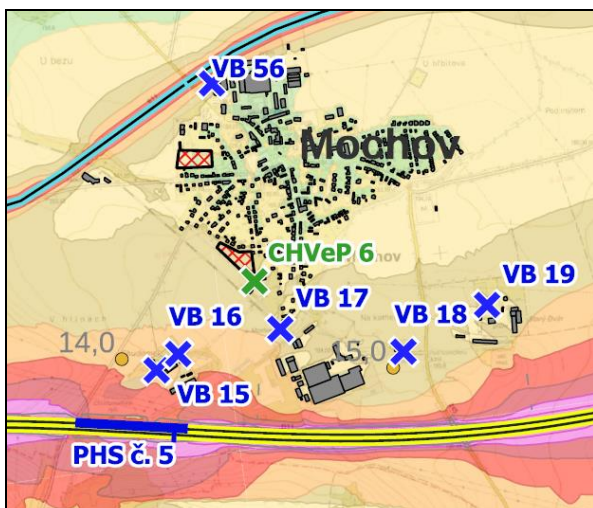 VB 56
Mochov
CHVeP 6
VB 19
VB 17
VB 16
VB 18
14,0
15,0
VB 15
PHS č. 5